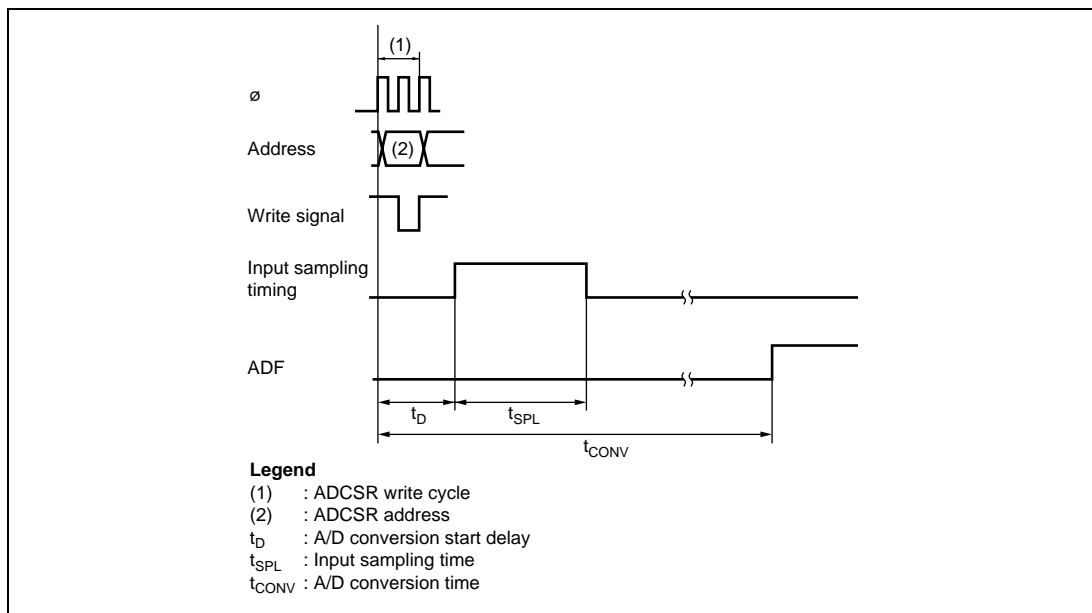 (1)
ø
Address
(2)
Write signal
Input sampling
timing
ADF
tD
tSPL
tCONV
Legend
(1) : ADCSR write cycle
(2) : ADCSR address
tD : A/D conversion start delay
tSPL : Input sampling time
tCONV : A/D conversion time